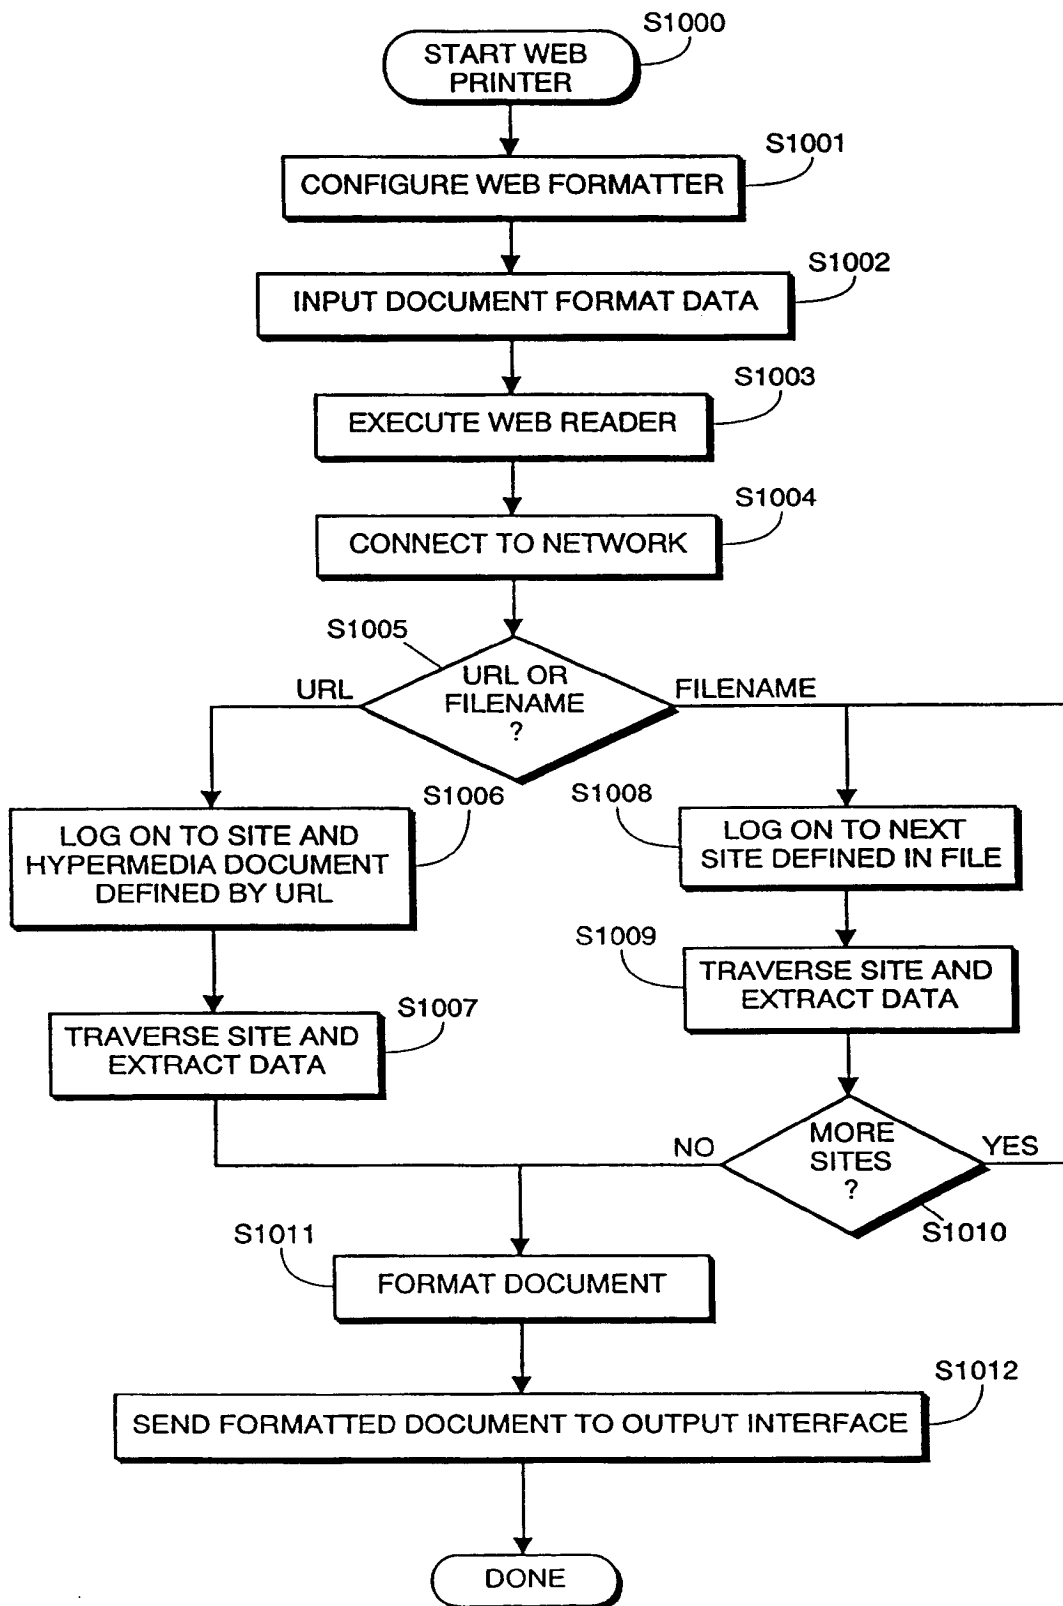 S1000
START WEB
PRINTER
S1001
CONFIGURE WEB FORMATTER
S1002
INPUT DOCUMENT FORMAT DATA
S1003
EXECUTE WEB READER
S1004
CONNECT TO NETWORK
S1005
URL OR
FILENAME
?
URL
FILENAME
S1006
LOG ON TO SITE AND
HYPERMEDIA DOCUMENT
DEFINED BY URL
S1008
LOG ON TO NEXT
SITE DEFINED IN FILE
S1007
TRAVERSE SITE AND
EXTRACT DATA
S1009
TRAVERSE SITE AND
EXTRACT DATA
NO
MORE
SITES
?
YES
S1010
S1011
FORMAT DOCUMENT
S1012
SEND FORMATTED DOCUMENT TO OUTPUT INTERFACE
DONE